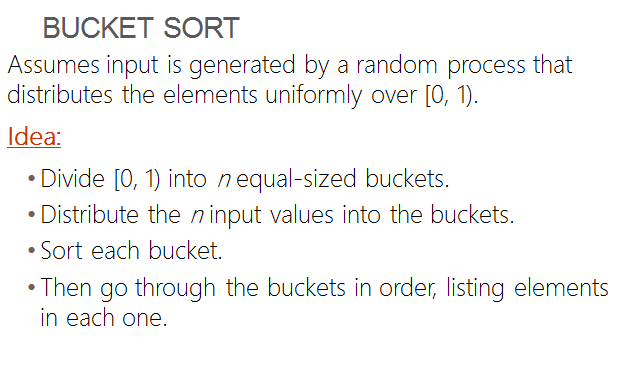 BUCKET SORT
Assumes input is generated by a random process that
distributes the elements uniformly over [0, 1).
Idea:
• Divide [0, 1) into n equal-sized buckets.
• Distribute the n input values into the buckets.
• Sort each bucket.
• Then go through the buckets in order, listing elements
in each one.